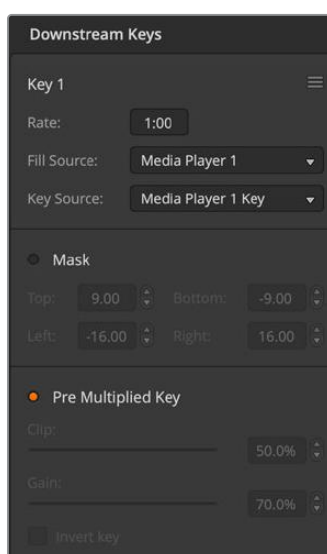 Downstream Keys
Key 1
Rate: 1:00
Fill Source: Media Player 1
Key Source: Media Player 1 Key
Mask
Top: 9.00 Bottom: -9.00
Left: -16.00 Right: 16.00
Pre Multiplied Key
Clip:
50.0%
Gain:
70.0%
Invert key